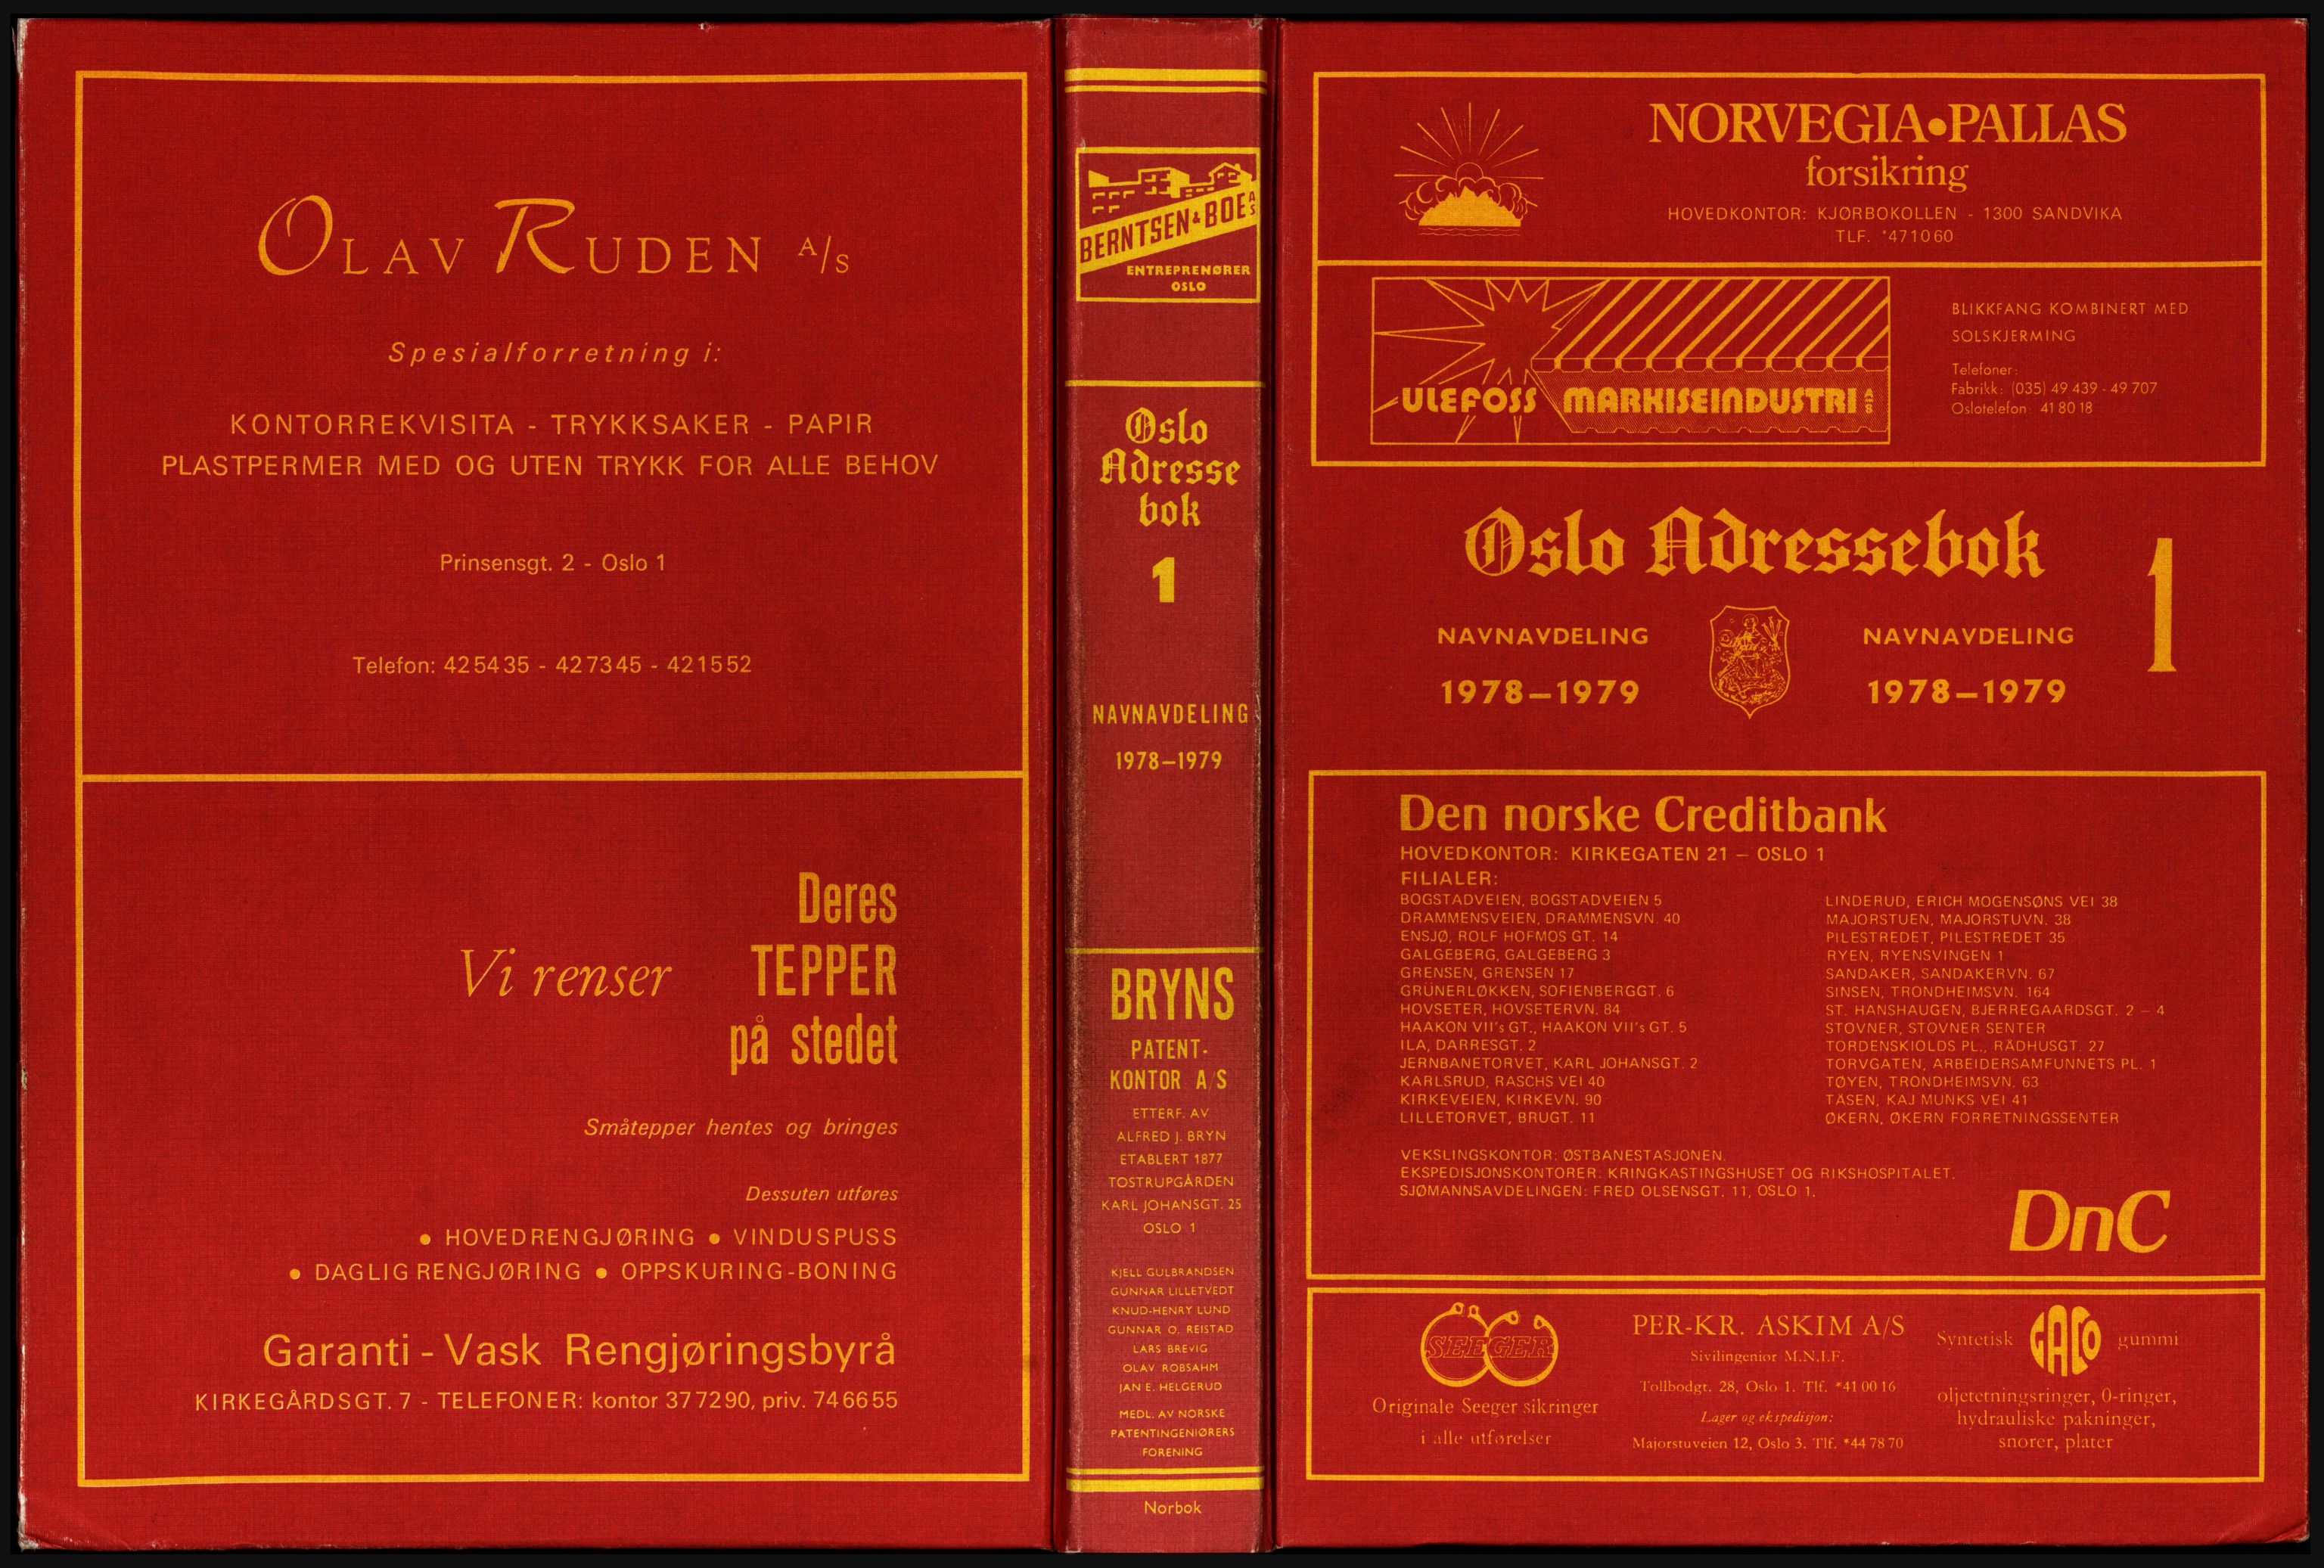 OLAV RUDEN A/S
Spesialforretning i:
KONTORREKVISITA - TRYKKSAKER - PAPIR
PLASTPERMER MED OG UTEN TRYKK FOR ALLE BEHOV
Prinsensgt. 2 - Oslo 1
Telefon: 425435 - 427345 - 421552
Deres
Vi renser TEPPER
på stedet
Småtepper hentes og bringes
Dessuten utføres
• HOVEDRENGJØRING • VINDUSPUSS
• DAGLIG RENGJØRING • OPPSKURING-BONING
Garanti - Vask Rengjøringsbyrå
KIRKEGÅRDSGT. 7 - TELEFONER: kontor 377290, priv. 746655
BERNTSEN & BOE A/S
ENTREPRENØRER
OSLO
Oslo
Adresse
bok
1
NAVNAVDELING
1978–1979
BRYNS
PATENT-
KONTOR A/S
ETTERF. AV
ALFRED J. BRYN
ETABLERT 1877
TOSTRUPGÅRDEN
KARL JOHANSGT. 25
OSLO 1
KJELL GULBRANDSEN
GUNNAR LILLETVEDT
KNUD-HENRY LUND
GUNNAR O. REISTAD
LARS BREVIG
OLAV ROBSAHM
JAN E. HELGERUD
MEDL. AV NORSKE
PATENTINGENIØRERS
FORENING
Norbok
NORVEGIA•PALLAS
forsikring
HOVEDKONTOR: KJØRBOKOLLEN - 1300 SANDVIKA
TLF. *471060
ULEFOSS MARKISEINDUSTRI A/S
BLIKKFANG KOMBINERT MED
SOLSKJERMING
Telefoner:
Fabrikk: (035) 49 439 - 49 707
Oslotelefon: 41 80 18
Oslo Adressebok 1
NAVNAVDELING NAVNAVDELING
1978–1979 1978–1979
Den norske Creditbank
HOVEDKONTOR: KIRKEGATEN 21 – OSLO 1
FILIALER:
BOGSTADVEIEN, BOGSTADVEIEN 5
DRAMMENSVEIEN, DRAMMENSVN. 40
ENSJØ, ROLF HOFMOS GT. 14
GALGEBERG, GALGEBERG 3
GRENSEN, GRENSEN 17
GRÜNERLØKKEN, SOFIENBERGGT. 6
HOVSETER, HOVSETERVN. 84
HAAKON VII's GT., HAAKON VII's GT. 5
ILA, DARRESGT. 2
JERNBANETORVET, KARL JOHANSGT. 2
KARLSRUD, RASCHS VEI 40
KIRKEVEIEN, KIRKEVN. 90
LILLETORVET, BRUGT. 11
LINDERUD, ERICH MOGENSØNS VEI 38
MAJORSTUEN, MAJORSTUVN. 38
PILESTREDET, PILESTREDET 35
RYEN, RYENSVINGEN 1
SANDAKER, SANDAKERVN. 67
SINSEN, TRONDHEIMSVN. 164
ST. HANSHAUGEN, BJERREGAARDSGT. 2 – 4
STOVNER, STOVNER SENTER
TORDENSKIOLDS PL., RÅDHUSGT. 27
TORVGATEN, ARBEIDERSAMFUNNETS PL. 1
TØYEN, TRONDHEIMSVN. 63
TÅSEN, KAJ MUNKS VEI 41
ØKERN, ØKERN FORRETNINGSSENTER
VEKSLINGSKONTOR: ØSTBANESTASJONEN.
EKSPEDISJONSKONTORER: KRINGKASTINGSHUSET OG RIKSHOSPITALET.
SJØMANNSAVDELINGEN: FRED OLSENSGT. 11, OSLO 1.
DnC
SEEGER
Originale Seeger sikringer
i alle utførelser
PER-KR. ASKIM A/S
Sivilingeniør M.N.I.F.
Tollbodgt. 28, Oslo 1. Tlf. *41 00 16
Lager og ekspedisjon:
Majorstuveien 12, Oslo 3. Tlf. *44 78 70
Syntetisk GACO gummi
oljetetningsringer, 0-ringer,
hydrauliske pakninger,
snorer, plater